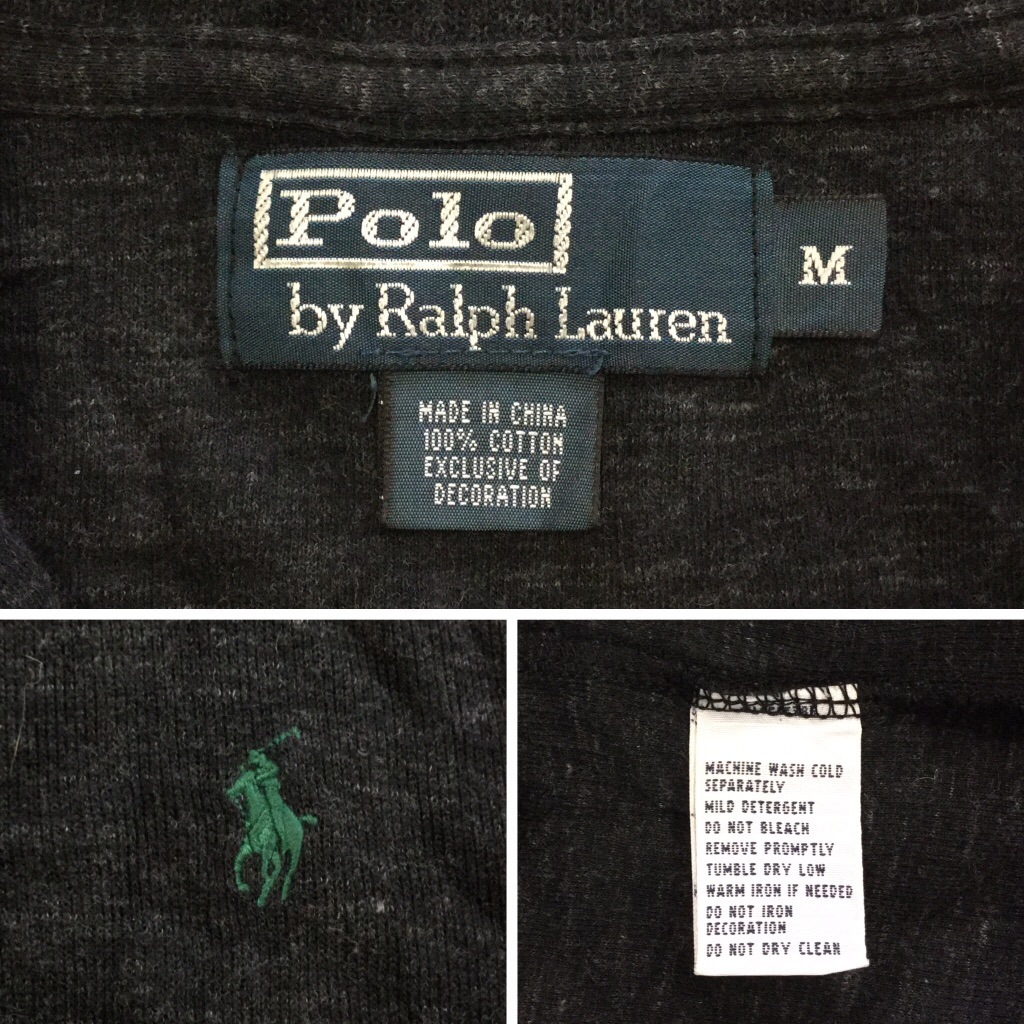 Polo
by Ralph Lauren
M
MADE IN CHINA
100% COTTON
EXCLUSIVE OF
DECORATION
MACHINE WASH COLD
SEPARATELY
MILD DETERGENT
DO NOT BLEACH
REMOVE PROMPTLY
TUMBLE DRY LOW
WARM IRON IF NEEDED
DO NOT IRON
DECORATION
DO NOT DRY CLEAN